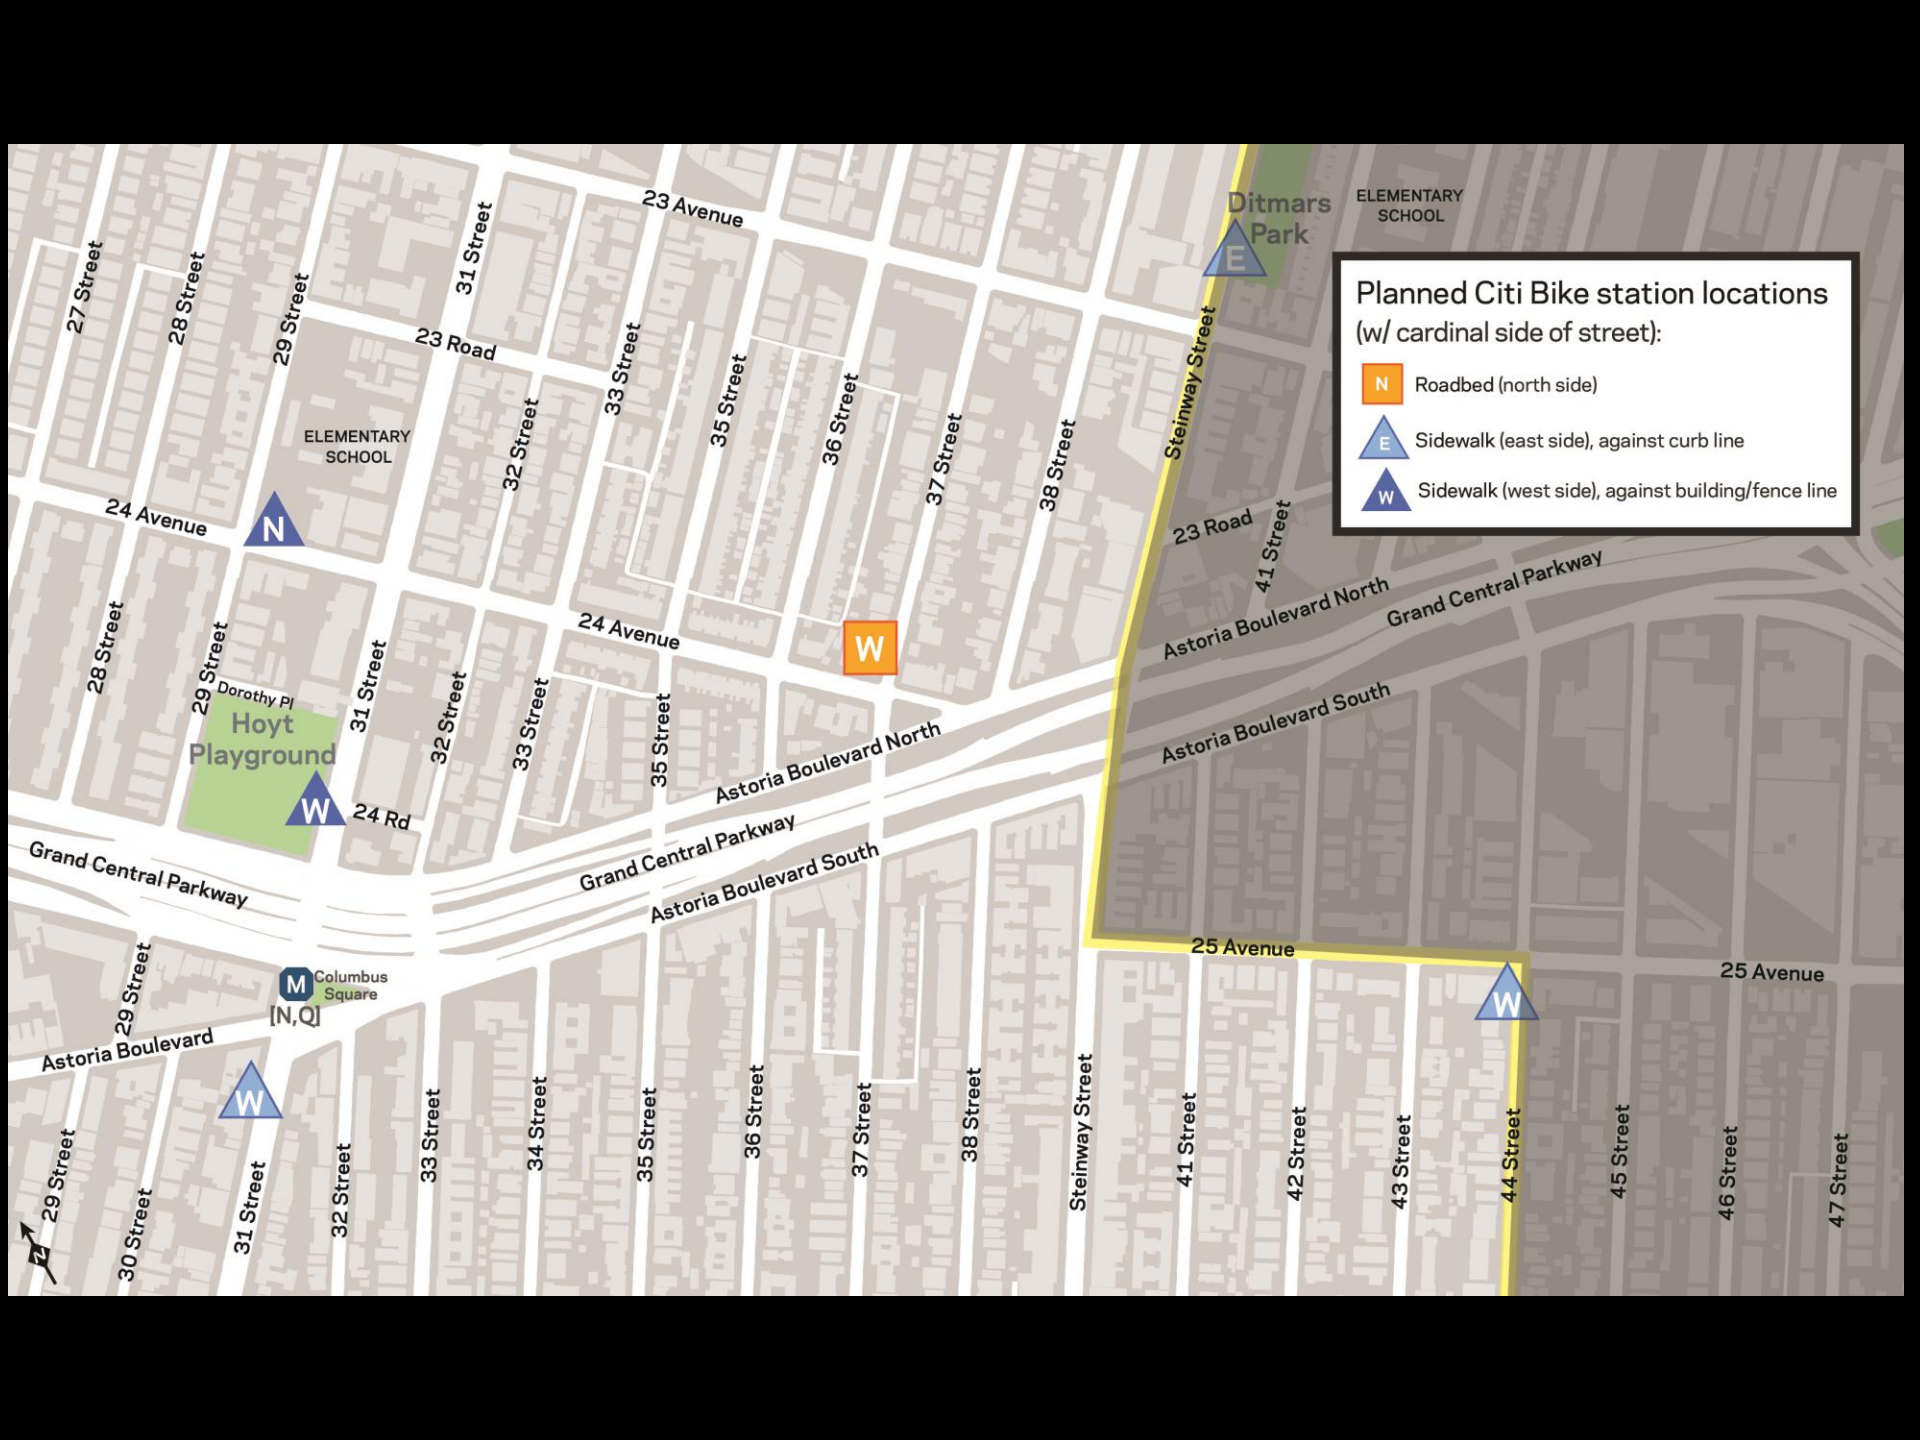 23 Avenue
Ditmars
Park
ELEMENTARY
SCHOOL
E
27 Street
28 Street
29 Street
31 Street
23 Road
32 Street
33 Street
35 Street
36 Street
37 Street
38 Street
Steinway Street
Planned Citi Bike station locations
(w/ cardinal side of street):
N Roadbed (north side)
E Sidewalk (east side), against curb line
W Sidewalk (west side), against building/fence line
ELEMENTARY
SCHOOL
24 Avenue
N
23 Road
41 Street
Astoria Boulevard North
Grand Central Parkway
24 Avenue
W
28 Street
29 Street
Dorothy Pl
Hoyt
Playground
W
31 Street
24 Rd
32 Street
33 Street
35 Street
Astoria Boulevard North
Astoria Boulevard South
Grand Central Parkway
Grand Central Parkway
Astoria Boulevard South
25 Avenue
25 Avenue
W
29 Street
M
Columbus
Square
[N,Q]
Astoria Boulevard
W
29 Street
30 Street
31 Street
32 Street
33 Street
34 Street
35 Street
36 Street
37 Street
38 Street
Steinway Street
41 Street
42 Street
43 Street
44 Street
45 Street
46 Street
47 Street
N